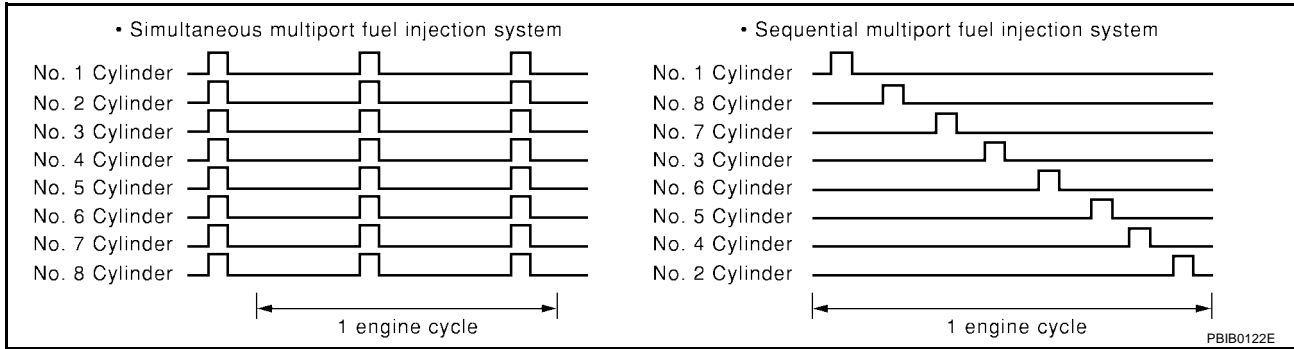 • Simultaneous multiport fuel injection system
No. 1 Cylinder
No. 2 Cylinder
No. 3 Cylinder
No. 4 Cylinder
No. 5 Cylinder
No. 6 Cylinder
No. 7 Cylinder
No. 8 Cylinder
1 engine cycle
• Sequential multiport fuel injection system
No. 1 Cylinder
No. 8 Cylinder
No. 7 Cylinder
No. 3 Cylinder
No. 6 Cylinder
No. 5 Cylinder
No. 4 Cylinder
No. 2 Cylinder
1 engine cycle
PBIB0122E